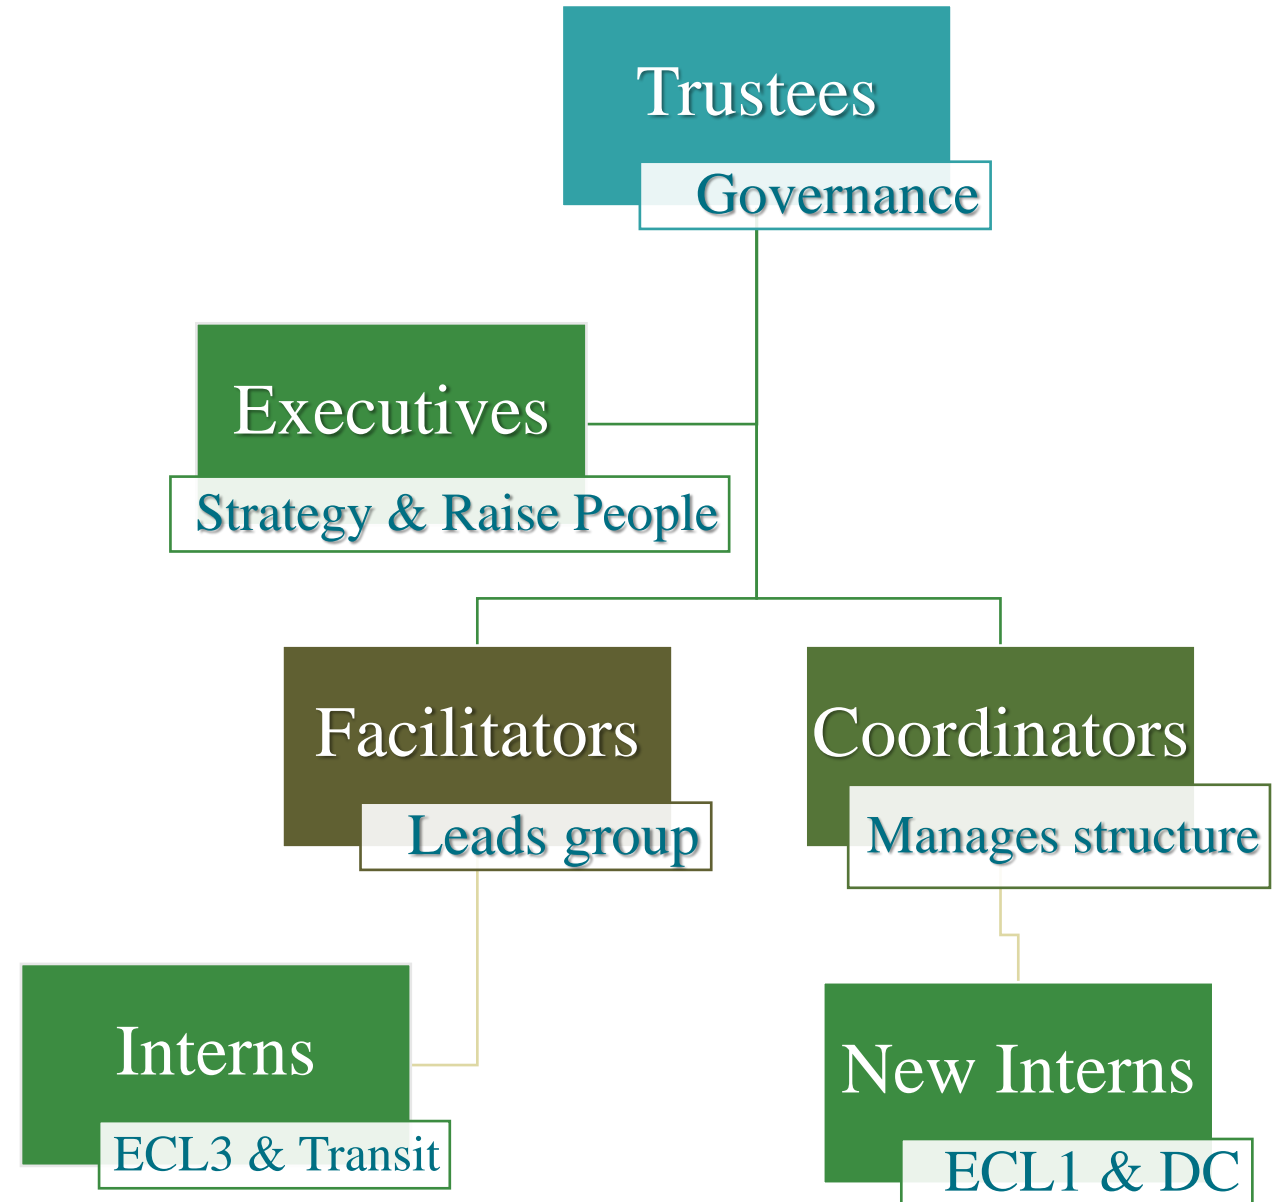 Trustees
Governance
Executives
Strategy & Raise People
Facilitators
Leads group
Coordinators
Manages structure
Interns
ECL3 & Transit
New Interns
ECL1 & DC